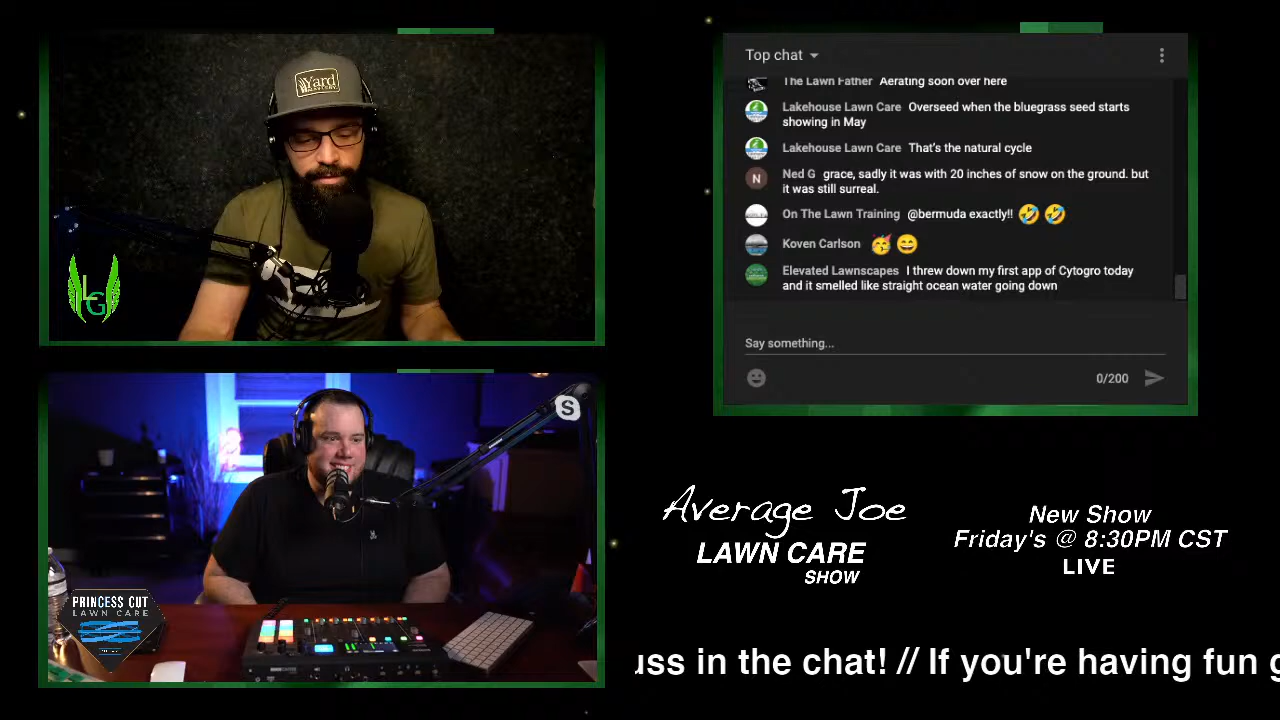 Yard
LG
S
PRINCESS CUT
LAWN CARE
Top chat
The Lawn Father Aerating soon over here
Lakehouse Lawn Care Overseed when the bluegrass seed starts
showing in May
Lakehouse Lawn Care That's the natural cycle
N
Ned G grace, sadly it was with 20 inches of snow on the ground. but
it was still surreal.
On The Lawn Training @bermuda exactly!! 🤣 🤣
Koven Carlson 🥳 😄
Elevated Lawnscapes I threw down my first app of Cytogro today
and it smelled like straight ocean water going down
Say something...
0/200
Average Joe
LAWN CARE
SHOW
New Show
Friday's @ 8:30PM CST
LIVE
uss in the chat! // If you're having fun g